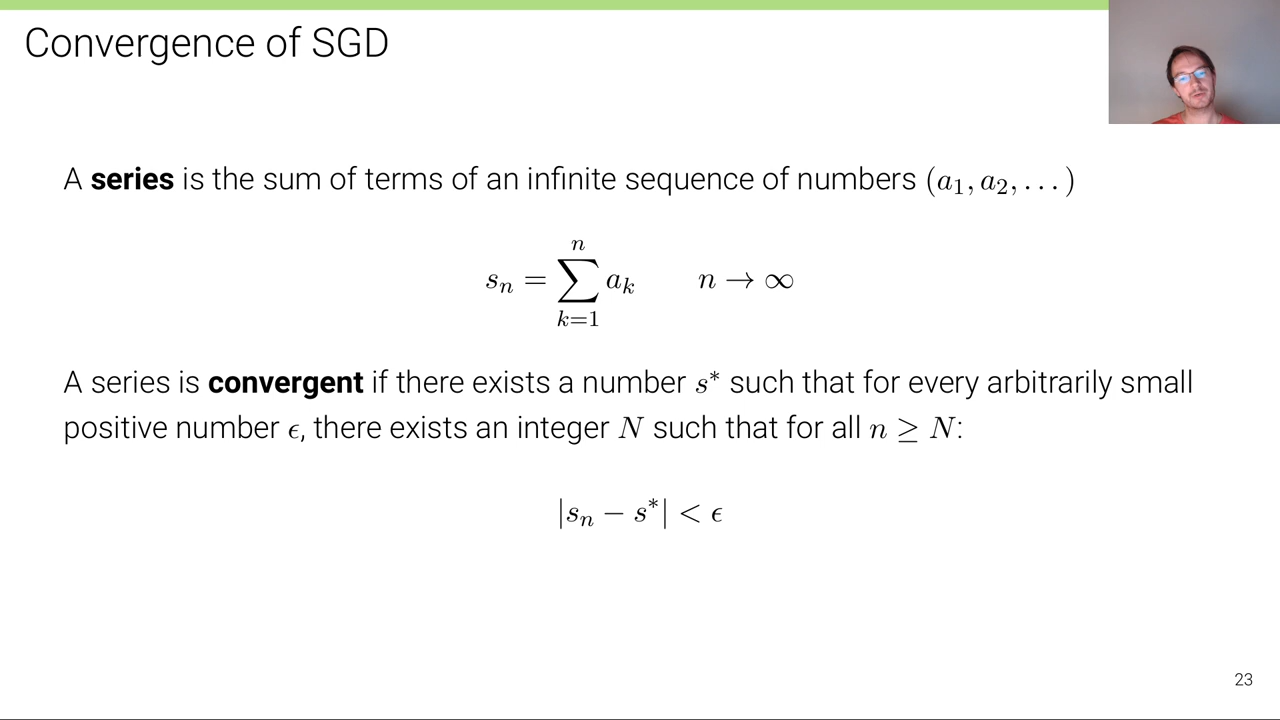 Convergence of SGD
A series is the sum of terms of an infinite sequence of numbers (a₁, a₂, . . . )
sₙ = ∑ₖ₌₁ⁿ aₖ n → ∞
A series is convergent if there exists a number s* such that for every arbitrarily small
positive number ϵ, there exists an integer N such that for all n ≥ N:
|sₙ − s*| < ϵ
23